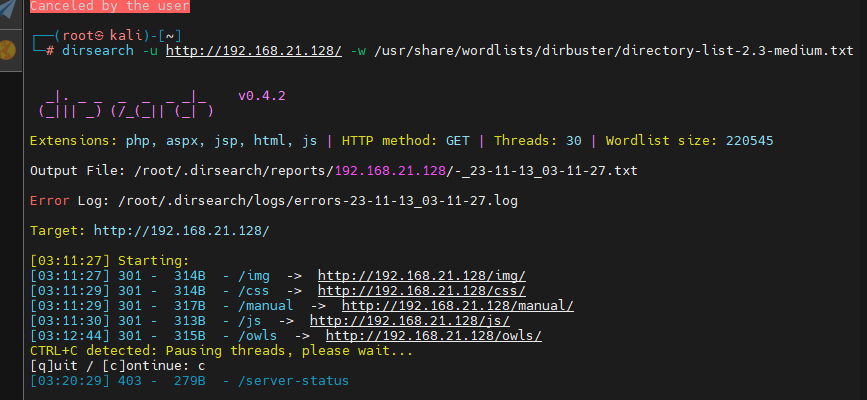 Canceled by the user
┌──(root㉿kali)-[~]
└─# dirsearch -u http://192.168.21.128/ -w /usr/share/wordlists/dirbuster/directory-list-2.3-medium.txt
  _|. _ _  _  _  _ _|_    v0.4.2
 (_||| _) (/_(_|| (_| )
Extensions: php, aspx, jsp, html, js | HTTP method: GET | Threads: 30 | Wordlist size: 220545
Output File: /root/.dirsearch/reports/192.168.21.128/-_23-11-13_03-11-27.txt
Error Log: /root/.dirsearch/logs/errors-23-11-13_03-11-27.log
Target: http://192.168.21.128/
[03:11:27] Starting:
[03:11:27] 301 -  314B  - /img  ->  http://192.168.21.128/img/
[03:11:29] 301 -  314B  - /css  ->  http://192.168.21.128/css/
[03:11:29] 301 -  317B  - /manual  ->  http://192.168.21.128/manual/
[03:11:30] 301 -  313B  - /js  ->  http://192.168.21.128/js/
[03:12:44] 301 -  315B  - /owls  ->  http://192.168.21.128/owls/
CTRL+C detected: Pausing threads, please wait...
[q]uit / [c]ontinue: c
[03:20:29] 403 -  279B  - /server-status